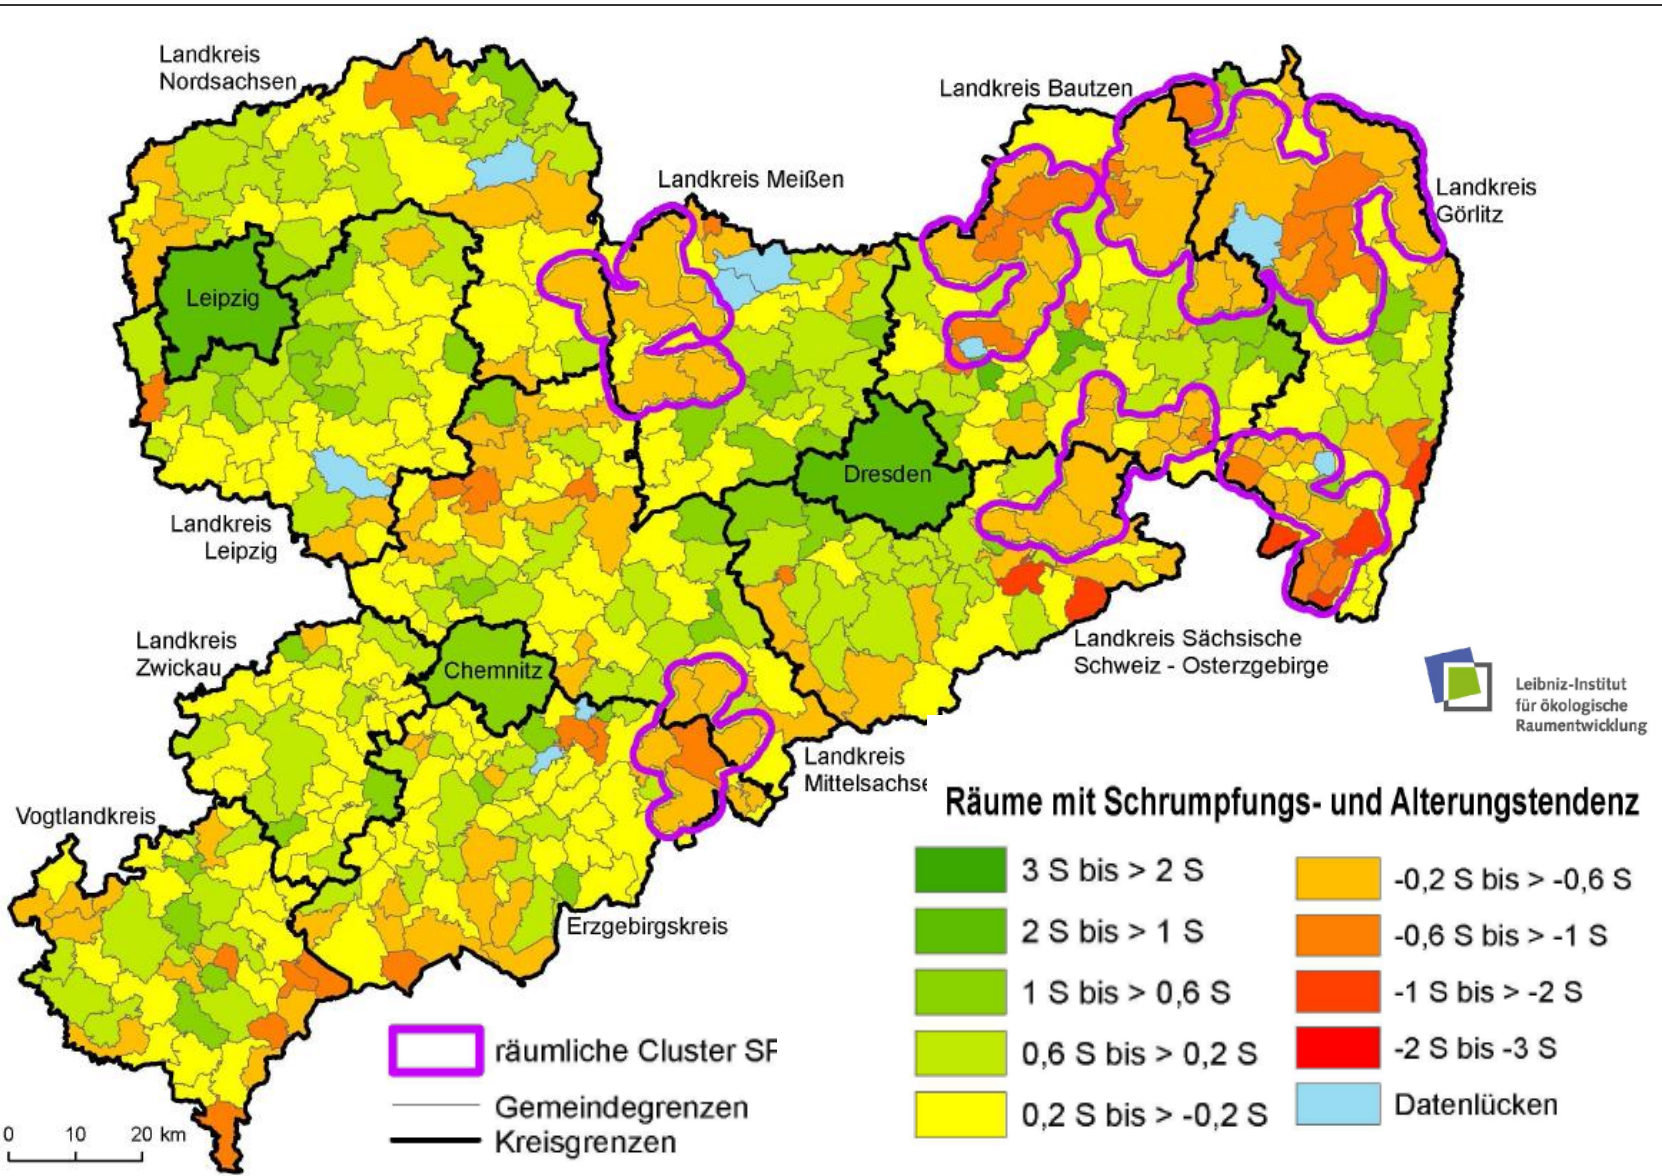 Landkreis
Nordsachsen
Landkreis Bautzen
Landkreis Meißen
Landkreis
Görlitz
Leipzig
Dresden
Landkreis
Leipzig
Landkreis
Zwickau
Chemnitz
Landkreis Sächsische
Schweiz - Osterzgebirge
Leibniz-Institut
für ökologische
Raumentwicklung
Landkreis
Mittelsachse
Vogtlandkreis
Erzgebirgskreis
Räume mit Schrumpfungs- und Alterungstendenz
3 S bis > 2 S
2 S bis > 1 S
1 S bis > 0,6 S
0,6 S bis > 0,2 S
0,2 S bis > -0,2 S
-0,2 S bis > -0,6 S
-0,6 S bis > -1 S
-1 S bis > -2 S
-2 S bis -3 S
Datenlücken
räumliche Cluster SF
Gemeindegrenzen
Kreisgrenzen
0 10 20 km